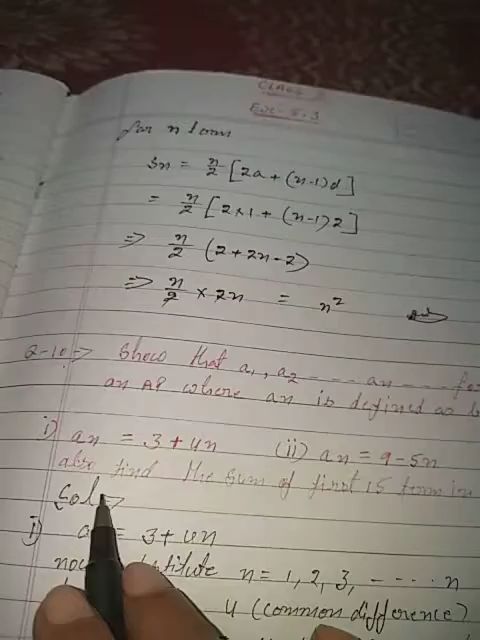 CLASS
Ex:- 5.3
for n term
Sn = n/2 [2a + (n-1)d]
= n/2 [2×1 + (n-1)2]
=> n/2 (2+2n-2)
=> n/2 × 2n = n²
Q-10 => Show that a₁, a₂ ---- an ----
an AP where an is defined as
i) an = 3+4n (ii) an = 9-5n
also find the sum of first 15 term in
Sol
i) a = 3+4n
n = 1, 2, 3, ------ n
4 (common difference)